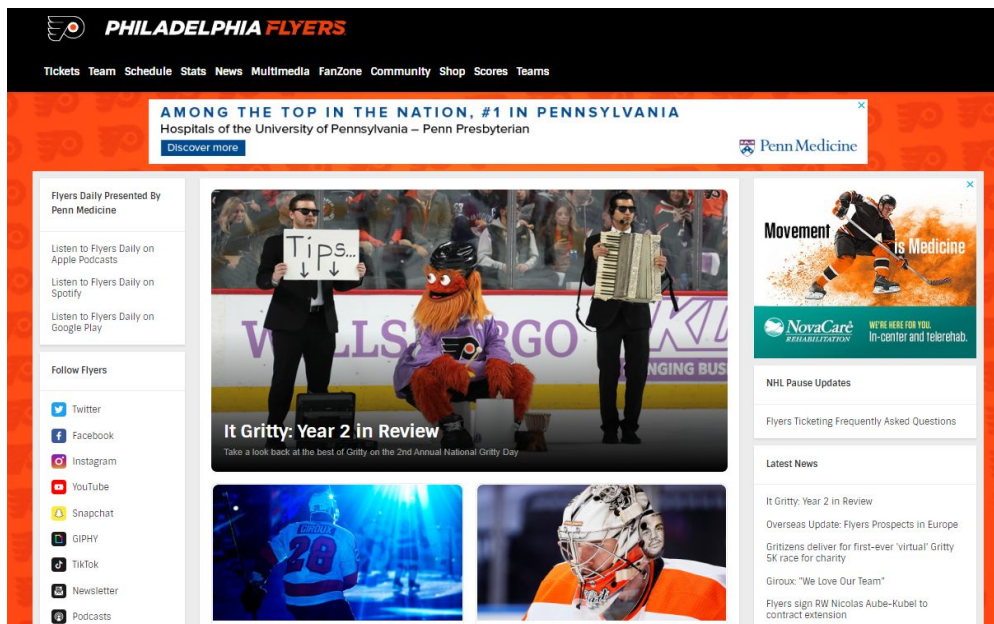 PHILADELPHIA FLYERS
Tickets Team Schedule Stats News Multimedia FanZone Community Shop Scores Teams
AMONG THE TOP IN THE NATION, #1 IN PENNSYLVANIA
Hospitals of the University of Pennsylvania – Penn Presbyterian
Discover more
Penn Medicine
Flyers Daily Presented By
Penn Medicine
Listen to Flyers Daily on
Apple Podcasts
Listen to Flyers Daily on
Spotify
Listen to Flyers Daily on
Google Play
Follow Flyers
Twitter
Facebook
Instagram
YouTube
Snapchat
GIPHY
TikTok
Newsletter
Podcasts
Tips...
WELLS FARGO
NGING BUS
It Gritty: Year 2 in Review
Take a look back at the best of Gritty on the 2nd Annual National Gritty Day
GIROUX
28
Movement
is Medicine
NovaCare
REHABILITATION
WE'RE HERE FOR YOU.
In-center and telerehab.
NHL Pause Updates
Flyers Ticketing Frequently Asked Questions
Latest News
It Gritty: Year 2 in Review
Overseas Update: Flyers Prospects in Europe
Gritizens deliver for first-ever 'virtual' Gritty
5K race for charity
Giroux: "We Love Our Team"
Flyers sign RW Nicolas Aube-Kubel to
contract extension